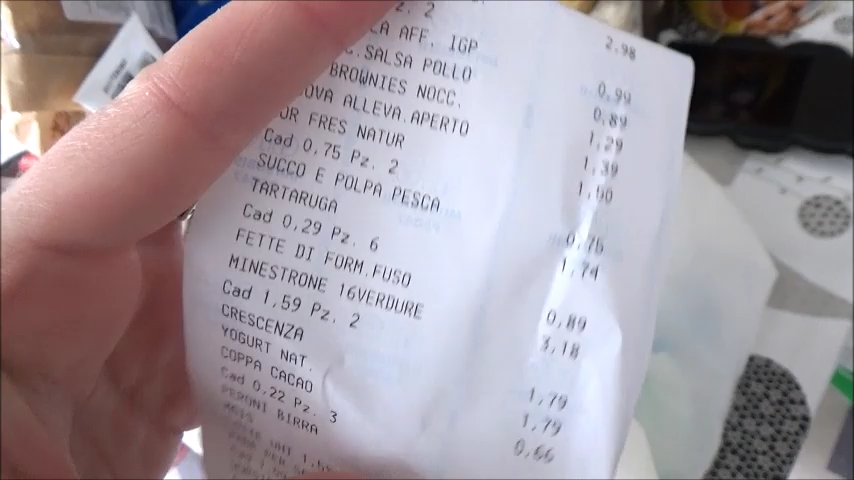 z. 2 2.98
LA AFF. IGP 0,99
G.SALSA POLLO 0,89
BROWNIES NOCC. 1,29
OVA ALLEVA.APERTO 1,39
UR FRES NATUR 1,50
Cad 0,75 Pz. 2
SUCCO E POLPA PESCA 0,75
TARTARUGA 1,74
Cad 0,29 Pz. 6
FETTE DI FORM.FUSO 0,89
MINESTRONE 16VERDURE 3,18
Cad 1,59 Pz. 2
CRESCENZA 1,79
YOGURT NAT. 1,79
COPPA CACAO 0,66
Cad 0,22 Pz. 3
PERONI BIRRA